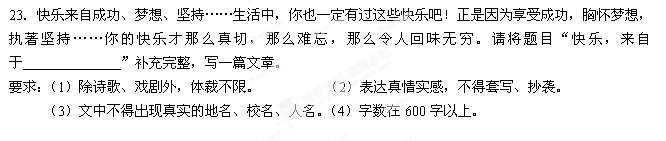 23. 快乐来自成功、梦想、坚持……生活中，你也一定有过这些快乐吧！正是因为享受成功，胸怀梦想，
执著坚持……你的快乐才那么真切，那么难忘，那么令人回味无穷。请将题目“快乐，来自
于______________”补充完整，写一篇文章。
要求：（1）除诗歌、戏剧外，体裁不限。 （2）表达真情实感，不得套写、抄袭。
（3）文中不得出现真实的地名、校名、人名。（4）字数在 600 字以上。